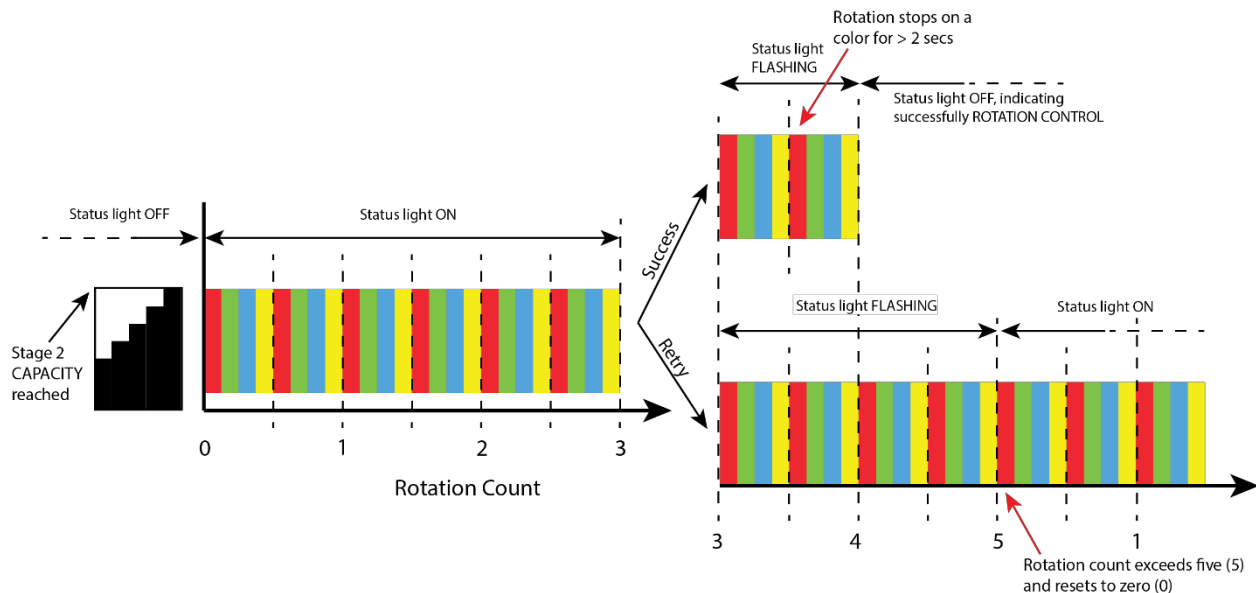 Rotation stops on a
color for > 2 secs
Status light
FLASHING
Status light OFF, indicating
successfully ROTATION CONTROL
Status light OFF
Status light ON
Success
Retry
Stage 2
CAPACITY
reached
0
1
2
3
Rotation Count
Status light FLASHING
Status light ON
3
4
5
1
Rotation count exceeds five (5)
and resets to zero (0)